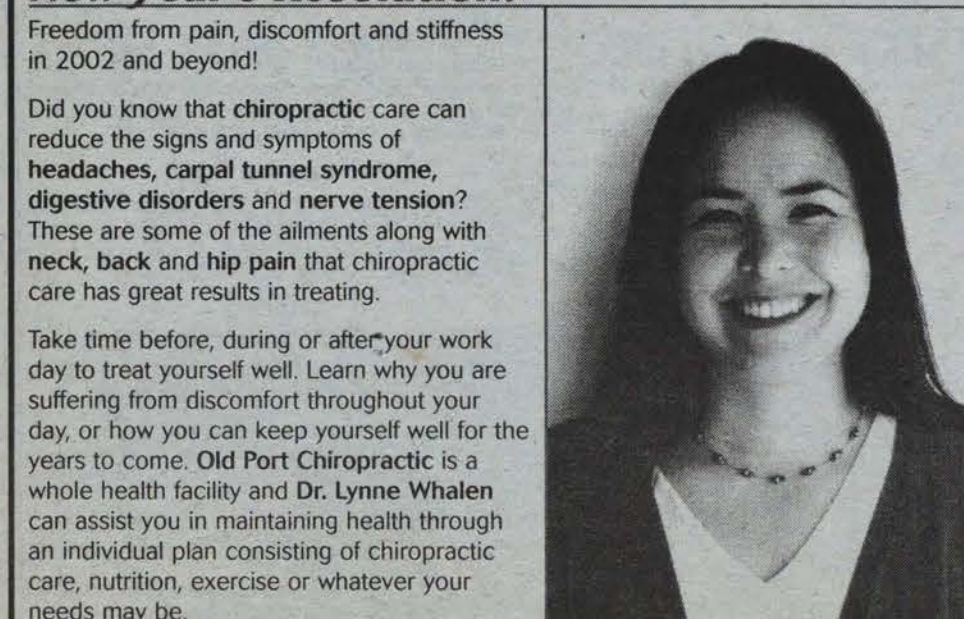 New year's Resolution:
Freedom from pain, discomfort and stiffness
in 2002 and beyond!
Did you know that chiropractic care can
reduce the signs and symptoms of
headaches, carpal tunnel syndrome,
digestive disorders and nerve tension?
These are some of the ailments along with
neck, back and hip pain that chiropractic
care has great results in treating.
Take time before, during or after your work
day to treat yourself well. Learn why you are
suffering from discomfort throughout your
day, or how you can keep yourself well for the
years to come. Old Port Chiropractic is a
whole health facility and Dr. Lynne Whalen
can assist you in maintaining health through
an individual plan consisting of chiropractic
care, nutrition, exercise or whatever your
needs may be.